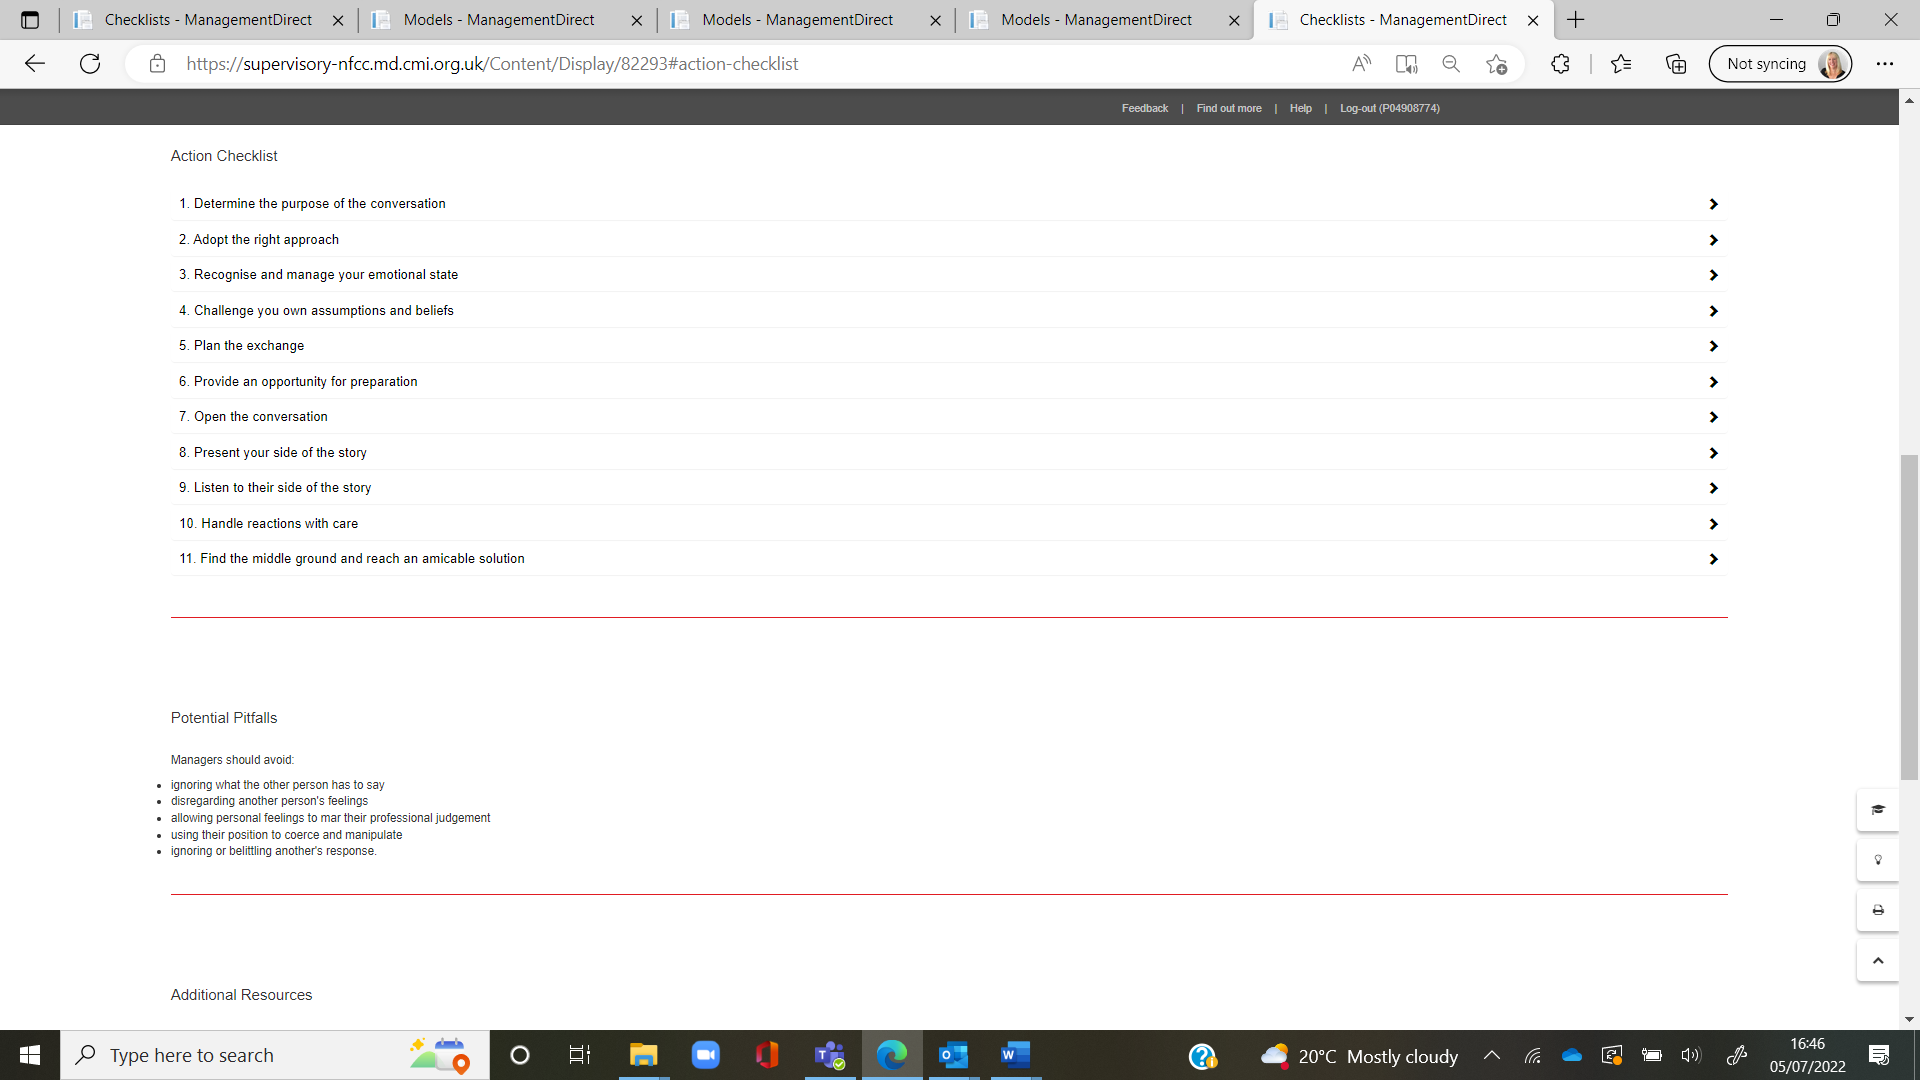 Checklists - ManagementDirect
Models - ManagementDirect
Models - ManagementDirect
Models - ManagementDirect
Checklists - ManagementDirect
https://supervisory-nfcc.md.cmi.org.uk/Content/Display/82293#action-checklist
Not syncing
Feedback | Find out more | Help | Log-out (P04908774)
Action Checklist
1. Determine the purpose of the conversation
2. Adopt the right approach
3. Recognise and manage your emotional state
4. Challenge you own assumptions and beliefs
5. Plan the exchange
6. Provide an opportunity for preparation
7. Open the conversation
8. Present your side of the story
9. Listen to their side of the story
10. Handle reactions with care
11. Find the middle ground and reach an amicable solution
Potential Pitfalls
Managers should avoid:
• ignoring what the other person has to say
• disregarding another person's feelings
• allowing personal feelings to mar their professional judgement
• using their position to coerce and manipulate
• ignoring or belittling another's response.
Additional Resources
Type here to search
20°C Mostly cloudy
16:46
05/07/2022